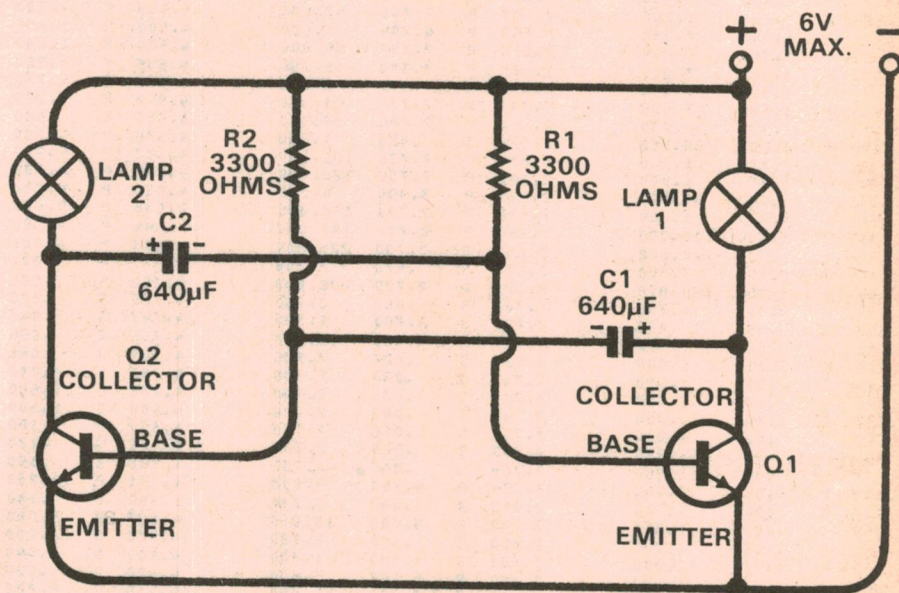 + 6V −
MAX.
R2
3300
OHMS
R1
3300
OHMS
LAMP
2
LAMP
1
C2
+ −
640µF
C1
640µF
− +
Q2
COLLECTOR
COLLECTOR
BASE
BASE
Q1
EMITTER
EMITTER